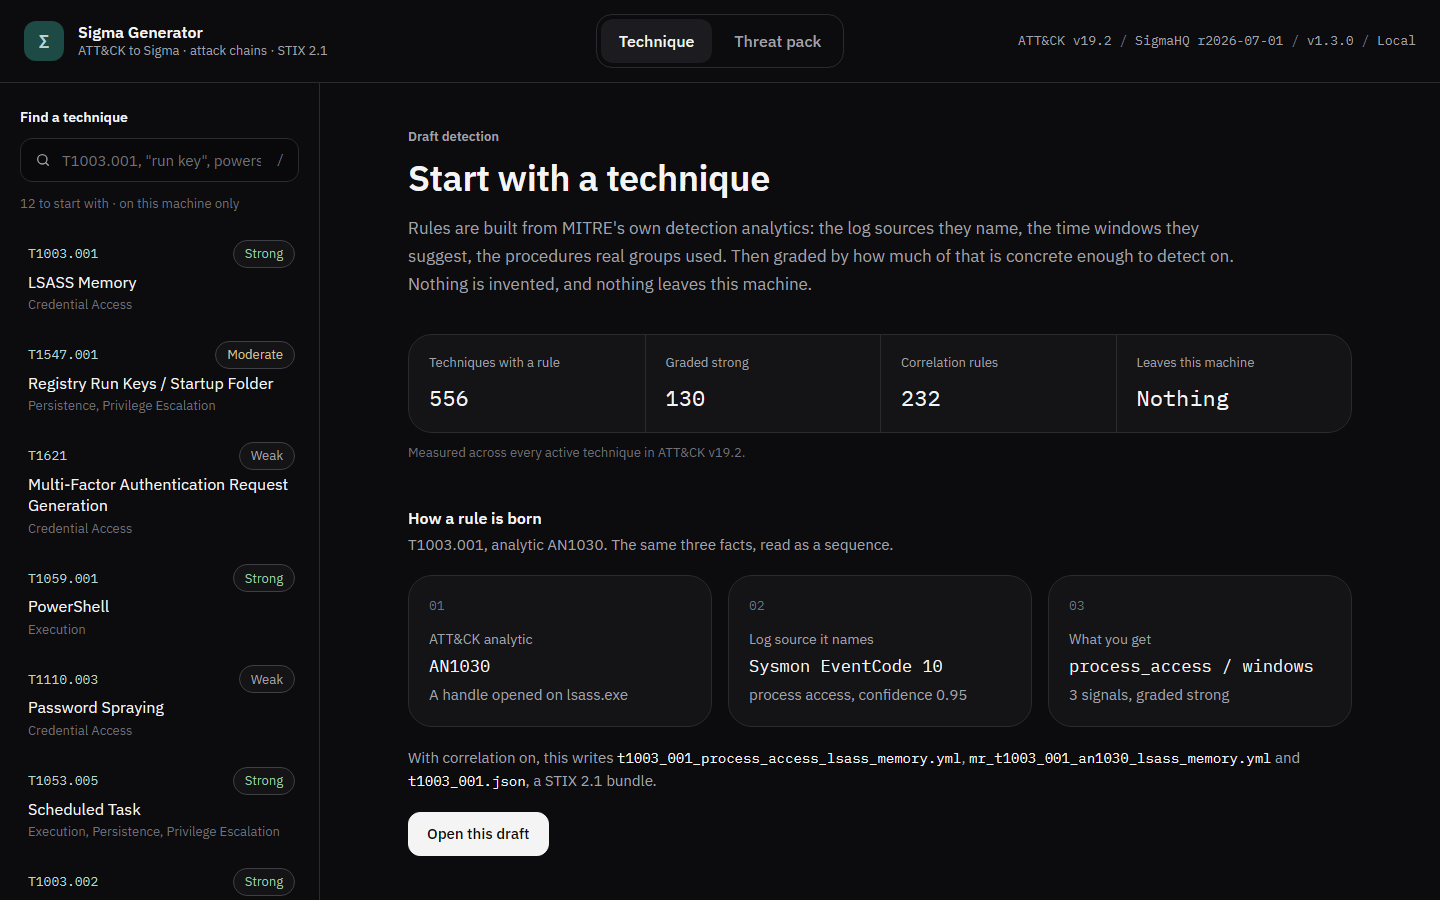 Σ
Sigma Generator
ATT&CK to Sigma · attack chains · STIX 2.1
Technique
Threat pack
ATT&CK v19.2 / SigmaHQ r2026-07-01 / v1.3.0 / Local
Find a technique
T1003.001, "run key", powers /
12 to start with · on this machine only
T1003.001 Strong
LSASS Memory
Credential Access
T1547.001 Moderate
Registry Run Keys / Startup Folder
Persistence, Privilege Escalation
T1621 Weak
Multi-Factor Authentication Request
Generation
Credential Access
T1059.001 Strong
PowerShell
Execution
T1110.003 Weak
Password Spraying
Credential Access
T1053.005 Strong
Scheduled Task
Execution, Persistence, Privilege Escalation
T1003.002 Strong
Draft detection
Start with a technique
Rules are built from MITRE's own detection analytics: the log sources they name, the time windows they
suggest, the procedures real groups used. Then graded by how much of that is concrete enough to detect on.
Nothing is invented, and nothing leaves this machine.
Techniques with a rule
556
Graded strong
130
Correlation rules
232
Leaves this machine
Nothing
Measured across every active technique in ATT&CK v19.2.
How a rule is born
T1003.001, analytic AN1030. The same three facts, read as a sequence.
01
ATT&CK analytic
AN1030
A handle opened on lsass.exe
02
Log source it names
Sysmon EventCode 10
process access, confidence 0.95
03
What you get
process_access / windows
3 signals, graded strong
With correlation on, this writes t1003_001_process_access_lsass_memory.yml, mr_t1003_001_an1030_lsass_memory.yml and
t1003_001.json, a STIX 2.1 bundle.
Open this draft